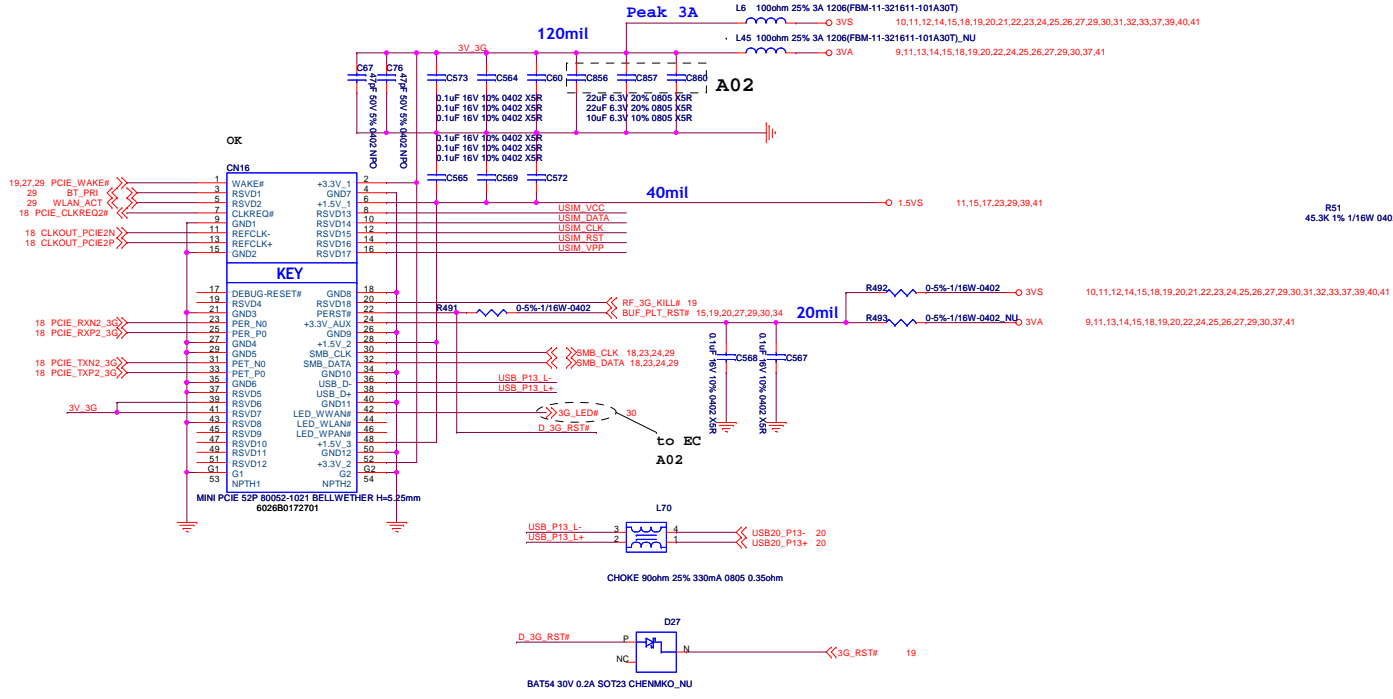 L6 100ohm 25% 3A 1206(FBM-11-321611-101A30T)
Peak 3A
3VS 10,11,12,14,15,18,19,20,21,22,23,24,25,26,27,29,30,31,32,33,37,39,40,41
120mil
L45 100ohm 25% 3A 1206(FBM-11-321611-101A30T)_NU
3V_3G
3VA 9,11,13,14,15,18,19,20,22,24,25,26,27,29,30,37,41
C67 C76 C573 C564 C60 C856 C857 C860
A02
47pF 50V 5% 0402 NPO
47pF 50V 5% 0402 NPO
0.1uF 16V 10% 0402 X5R
0.1uF 16V 10% 0402 X5R
0.1uF 16V 10% 0402 X5R
22uF 6.3V 20% 0805 X5R
22uF 6.3V 20% 0805 X5R
10uF 6.3V 10% 0805 X5R
0.1uF 16V 10% 0402 X5R
0.1uF 16V 10% 0402 X5R
0.1uF 16V 10% 0402 X5R
C565 C569 C572
OK
CN16
19,27,29 PCIE_WAKE# 1 WAKE# +3.3V_1 2
29 BT_PRI 3 RSVD1 GND7 4
29 WLAN_ACT 5 RSVD2 +1.5V_1 6
18 PCIE_CLKREQ2# 7 CLKREQ# RSVD13 8 USIM_VCC
9 GND1 RSVD14 10 USIM_DATA
18 CLKOUT_PCIE2N 11 REFCLK- RSVD15 12 USIM_CLK
18 CLKOUT_PCIE2P 13 REFCLK+ RSVD16 14 USIM_RST
15 GND2 RSVD17 16 USIM_VPP
40mil
1.5VS 11,15,17,23,29,39,41
R51
45.3K 1% 1/16W 040
KEY
17 DEBUG-RESET# GND8 18
19 RSVD4 RSVD18 20
21 GND3 PERST# 22
18 PCIE_RXN2_3G 23 PER_N0 +3.3V_AUX 24
18 PCIE_RXP2_3G 25 PER_P0 GND9 26
27 GND4 +1.5V_2 28
29 GND5 SMB_CLK 30 SMB_CLK 18,23,24,29
18 PCIE_TXN2_3G 31 PET_N0 SMB_DATA 32 SMB_DATA 18,23,24,29
18 PCIE_TXP2_3G 33 PET_P0 GND10 34
35 GND6 USB_D- 36 USB_P13_L-
37 RSVD5 USB_D+ 38 USB_P13_L+
39 RSVD6 GND11 40
3V_3G 41 RSVD7 LED_WWAN# 42 3G_LED# 30
43 RSVD8 LED_WLAN# 44
45 RSVD9 LED_WPAN# 46 D_3G_RST#
47 RSVD10 +1.5V_3 48
49 RSVD11 GND12 50
51 RSVD12 +3.3V_2 52
G1 G1 G2 G2
53 NPTH1 NPTH2 54
MINI PCIE 52P 80052-1021 BELLWETHER H=5.25mm
6026B0172701
R491 0-5%-1/16W-0402
RF_3G_KILL# 19
BUF_PLT_RST# 15,19,20,27,29,30,34
20mil
R492 0-5%-1/16W-0402 3VS 10,11,12,14,15,18,19,20,21,22,23,24,25,26,27,29,30,31,32,33,37,39,40,41
R493 0-5%-1/16W-0402_NU 3VA 9,11,13,14,15,18,19,20,22,24,25,26,27,29,30,37,41
C568 C567
0.1uF 16V 10% 0402 X5R
0.1uF 16V 10% 0402 X5R
to EC
A02
L70
USB_P13_L- 3 4 USB20_P13- 20
USB_P13_L+ 2 1 USB20_P13+ 20
CHOKE 90ohm 25% 330mA 0805 0.35ohm
D27
D_3G_RST# P
NC N 3G_RST# 19
BAT54 30V 0.2A SOT23 CHENMKO_NU